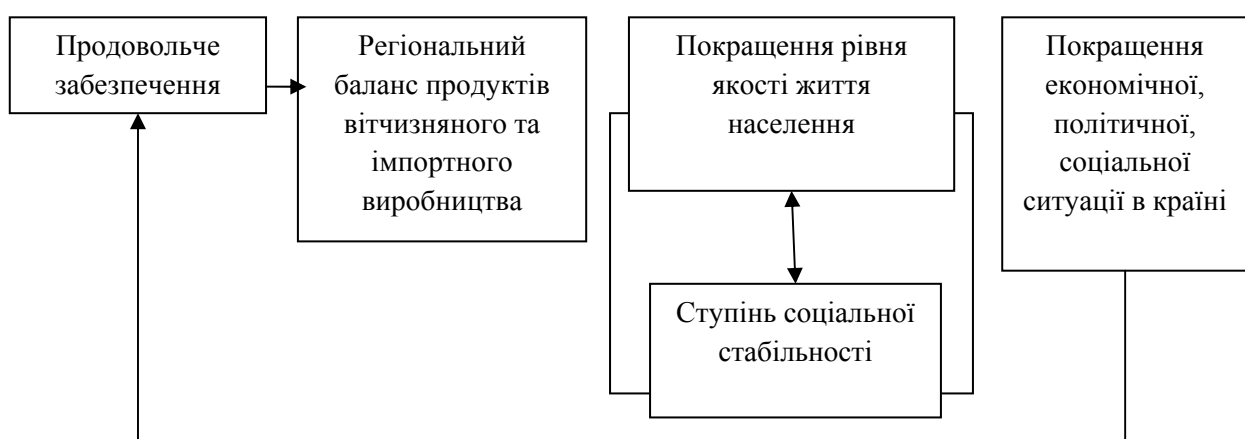 Продовольче
забезпечення
Регіональний
баланс продуктів
вітчизняного та
імпортного
виробництва
Покращення рівня
якості життя
населення
Ступінь соціальної
стабільності
Покращення
економічної,
політичної,
соціальної
ситуації в країні